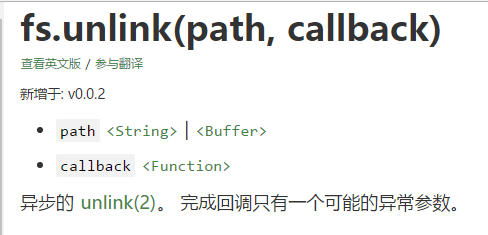 fs.unlink(path, callback)
查看英文版 / 参与翻译
新增于: v0.0.2
• path <String> | <Buffer>
• callback <Function>
异步的 unlink(2)。 完成回调只有一个可能的异常参数。